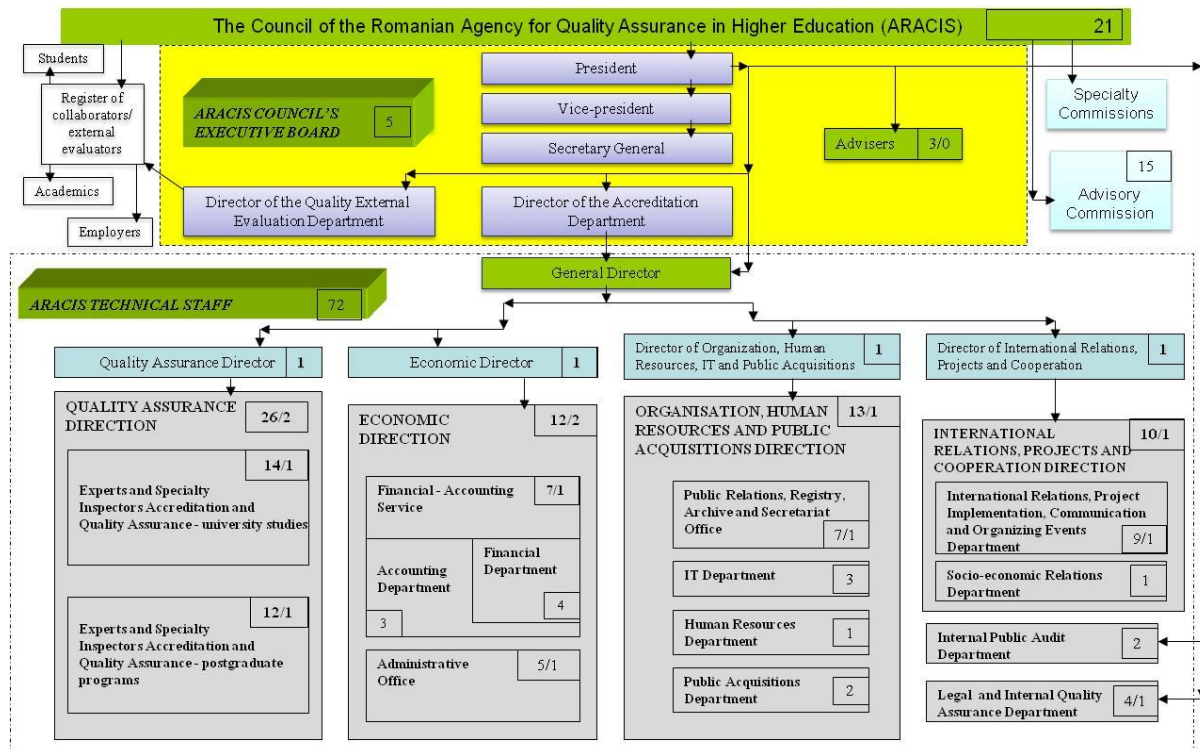 The Council of the Romanian Agency for Quality Assurance in Higher Education (ARACIS) 21
Students
Register of
collaborators/
external
evaluators
Academics
Employers
ARACIS COUNCIL'S
EXECUTIVE BOARD 5
President
Vice-president
Secretary General
Advisers 3/0
Specialty
Commissions
15
Advisory
Commission
Director of the Quality External
Evaluation Department
Director of the Accreditation
Department
General Director
ARACIS TECHNICAL STAFF 72
Quality Assurance Director 1
QUALITY ASSURANCE
DIRECTION 26/2
14/1
Experts and Specialty
Inspectors Accreditation and
Quality Assurance - university studies
12/1
Experts and Specialty
Inspectors Accreditation and
Quality Assurance - postgraduate
programs
Economic Director 1
ECONOMIC
DIRECTION 12/2
Financial - Accounting
Service 7/1
Accounting
Department
3
Financial
Department
4
Administrative
Office 5/1
Director of Organization, Human
Resources, IT and Public Acquisitions 1
ORGANISATION, HUMAN
RESOURCES AND PUBLIC
ACQUISITIONS DIRECTION 13/1
Public Relations, Registry,
Archive and Secretariat
Office
7/1
IT Department 3
Human Resources
Department 1
Public Acquisitions
Department 2
Director of International Relations,
Projects and Cooperation 1
INTERNATIONAL
RELATIONS, PROJECTS AND
COOPERATION DIRECTION 10/1
International Relations, Project
Implementation, Communication
and Organizing Events
Department 9/1
Socio-economic Relations
Department 1
Internal Public Audit
Department 2
Legal and Internal Quality
Assurance Department 4/1